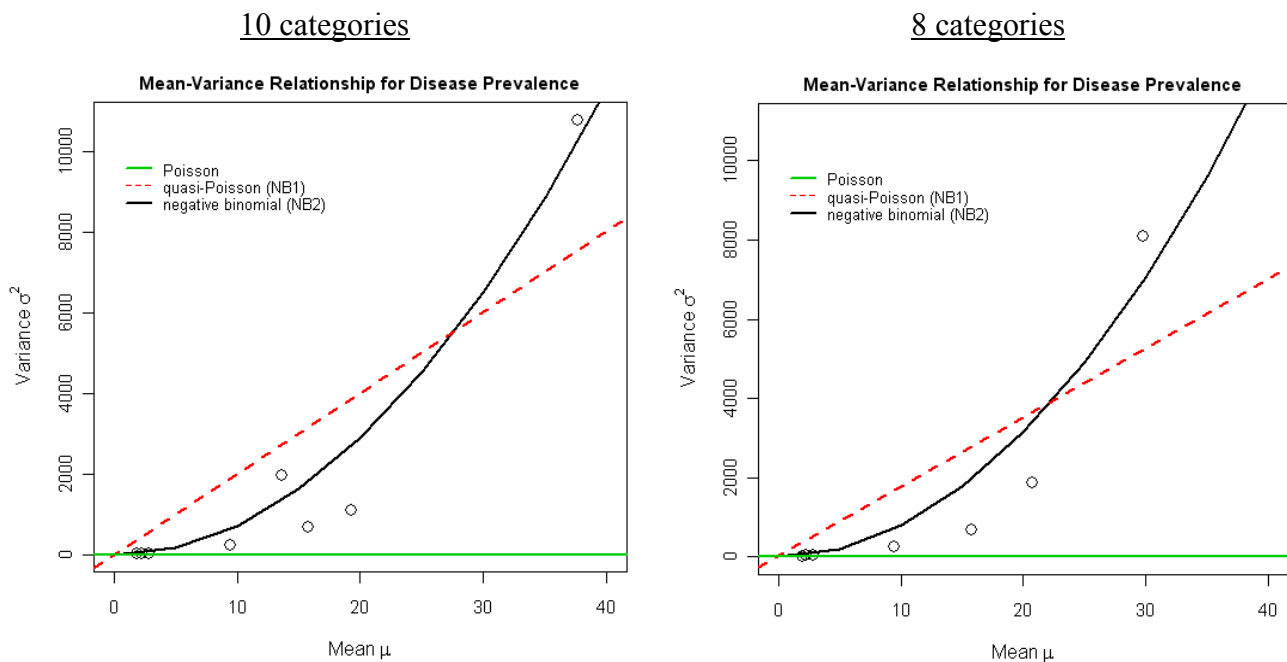 10 categories
Mean-Variance Relationship for Disease Prevalence
Poisson
quasi-Poisson (NB1)
negative binomial (NB2)
Variance σ²
0
2000
4000
6000
8000
10000
0 10 20 30 40
Mean μ
8 categories
Mean-Variance Relationship for Disease Prevalence
Poisson
quasi-Poisson (NB1)
negative binomial (NB2)
Variance σ²
0
2000
4000
6000
8000
10000
0 10 20 30 40
Mean μ